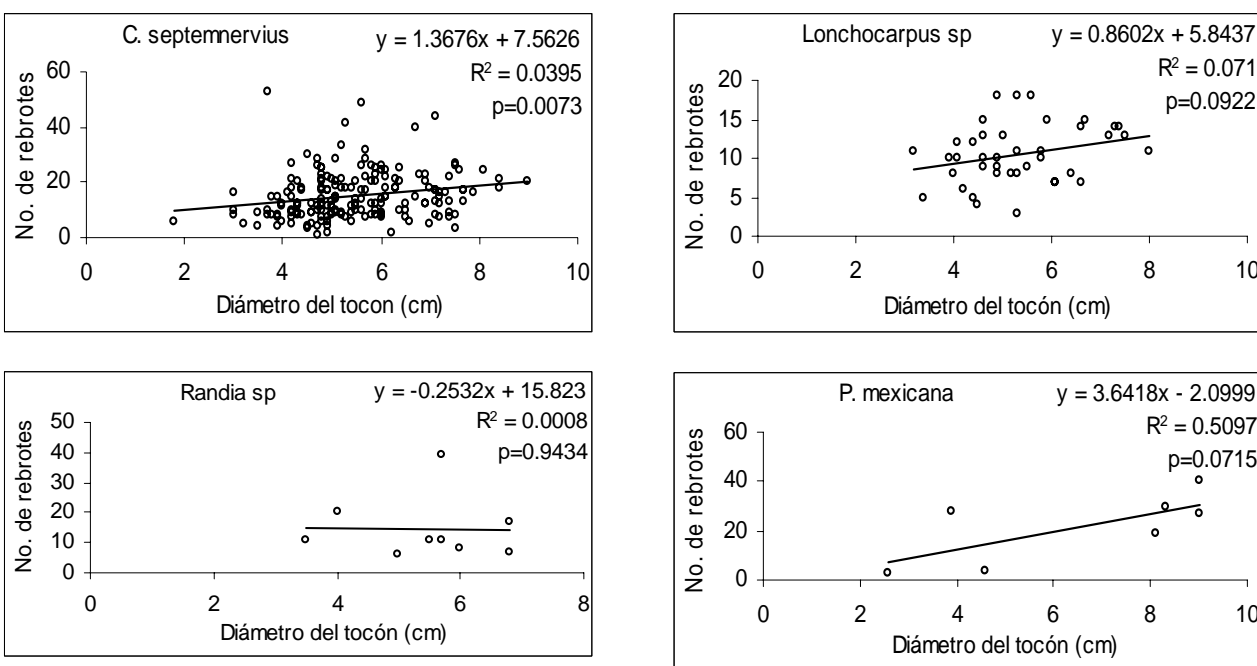 C. septemnervius
y = 1.3676x + 7.5626
R² = 0.0395
p=0.0073
No. de rebrotes
60
40
20
0
0 2 4 6 8 10
Diámetro del tocon (cm)
Lonchocarpus sp
y = 0.8602x + 5.8437
R² = 0.071
p=0.0922
No. de rebrotes
20
15
10
5
0
0 2 4 6 8 10
Diámetro del tocón (cm)
Randia sp
y = -0.2532x + 15.823
R² = 0.0008
p=0.9434
No. de rebrotes
50
40
30
20
10
0
0 2 4 6 8
Diámetro del tocón (cm)
P. mexicana
y = 3.6418x - 2.0999
R² = 0.5097
p=0.0715
No. de rebrotes
60
40
20
0
0 2 4 6 8 10
Diámetro del tocón (cm)